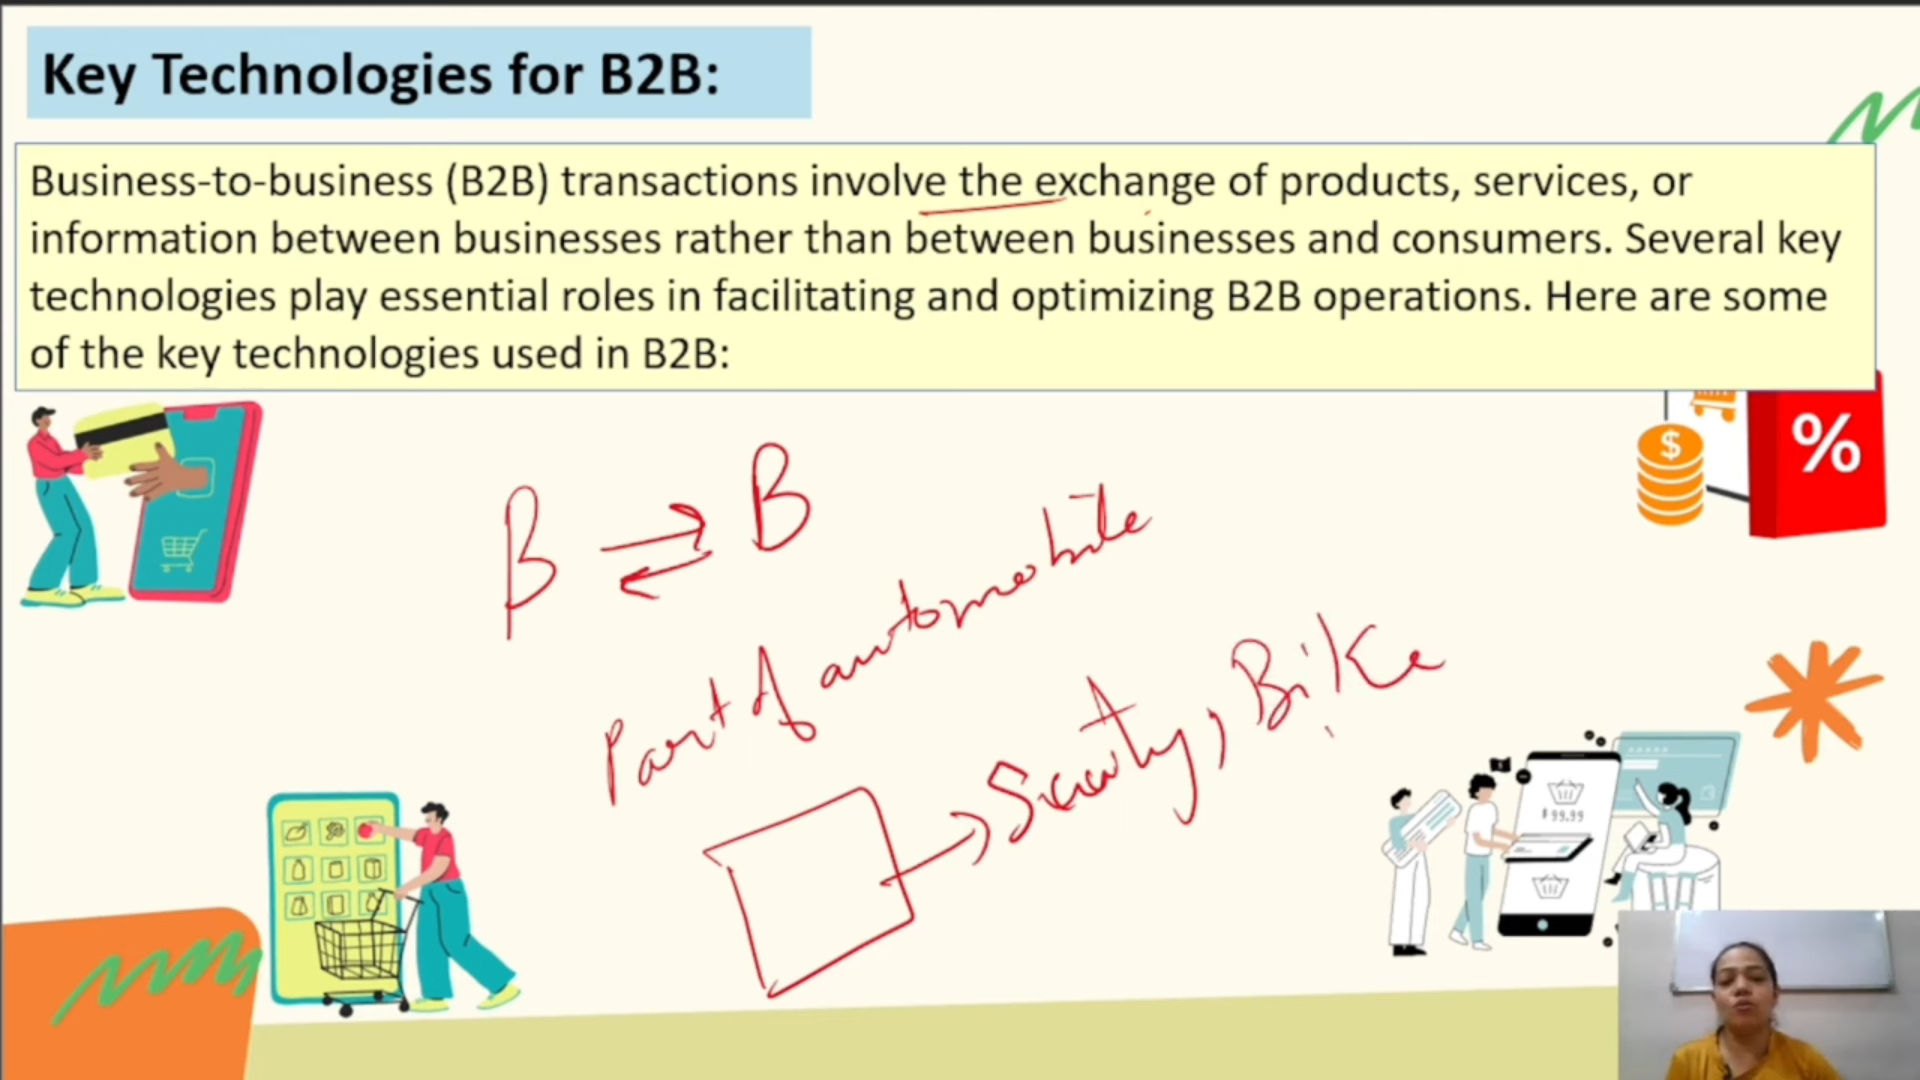 Key Technologies for B2B:
Business-to-business (B2B) transactions involve the exchange of products, services, or
information between businesses rather than between businesses and consumers. Several key
technologies play essential roles in facilitating and optimizing B2B operations. Here are some
of the key technologies used in B2B:
$
%
B B
Part of automobile
Bike
$99.99